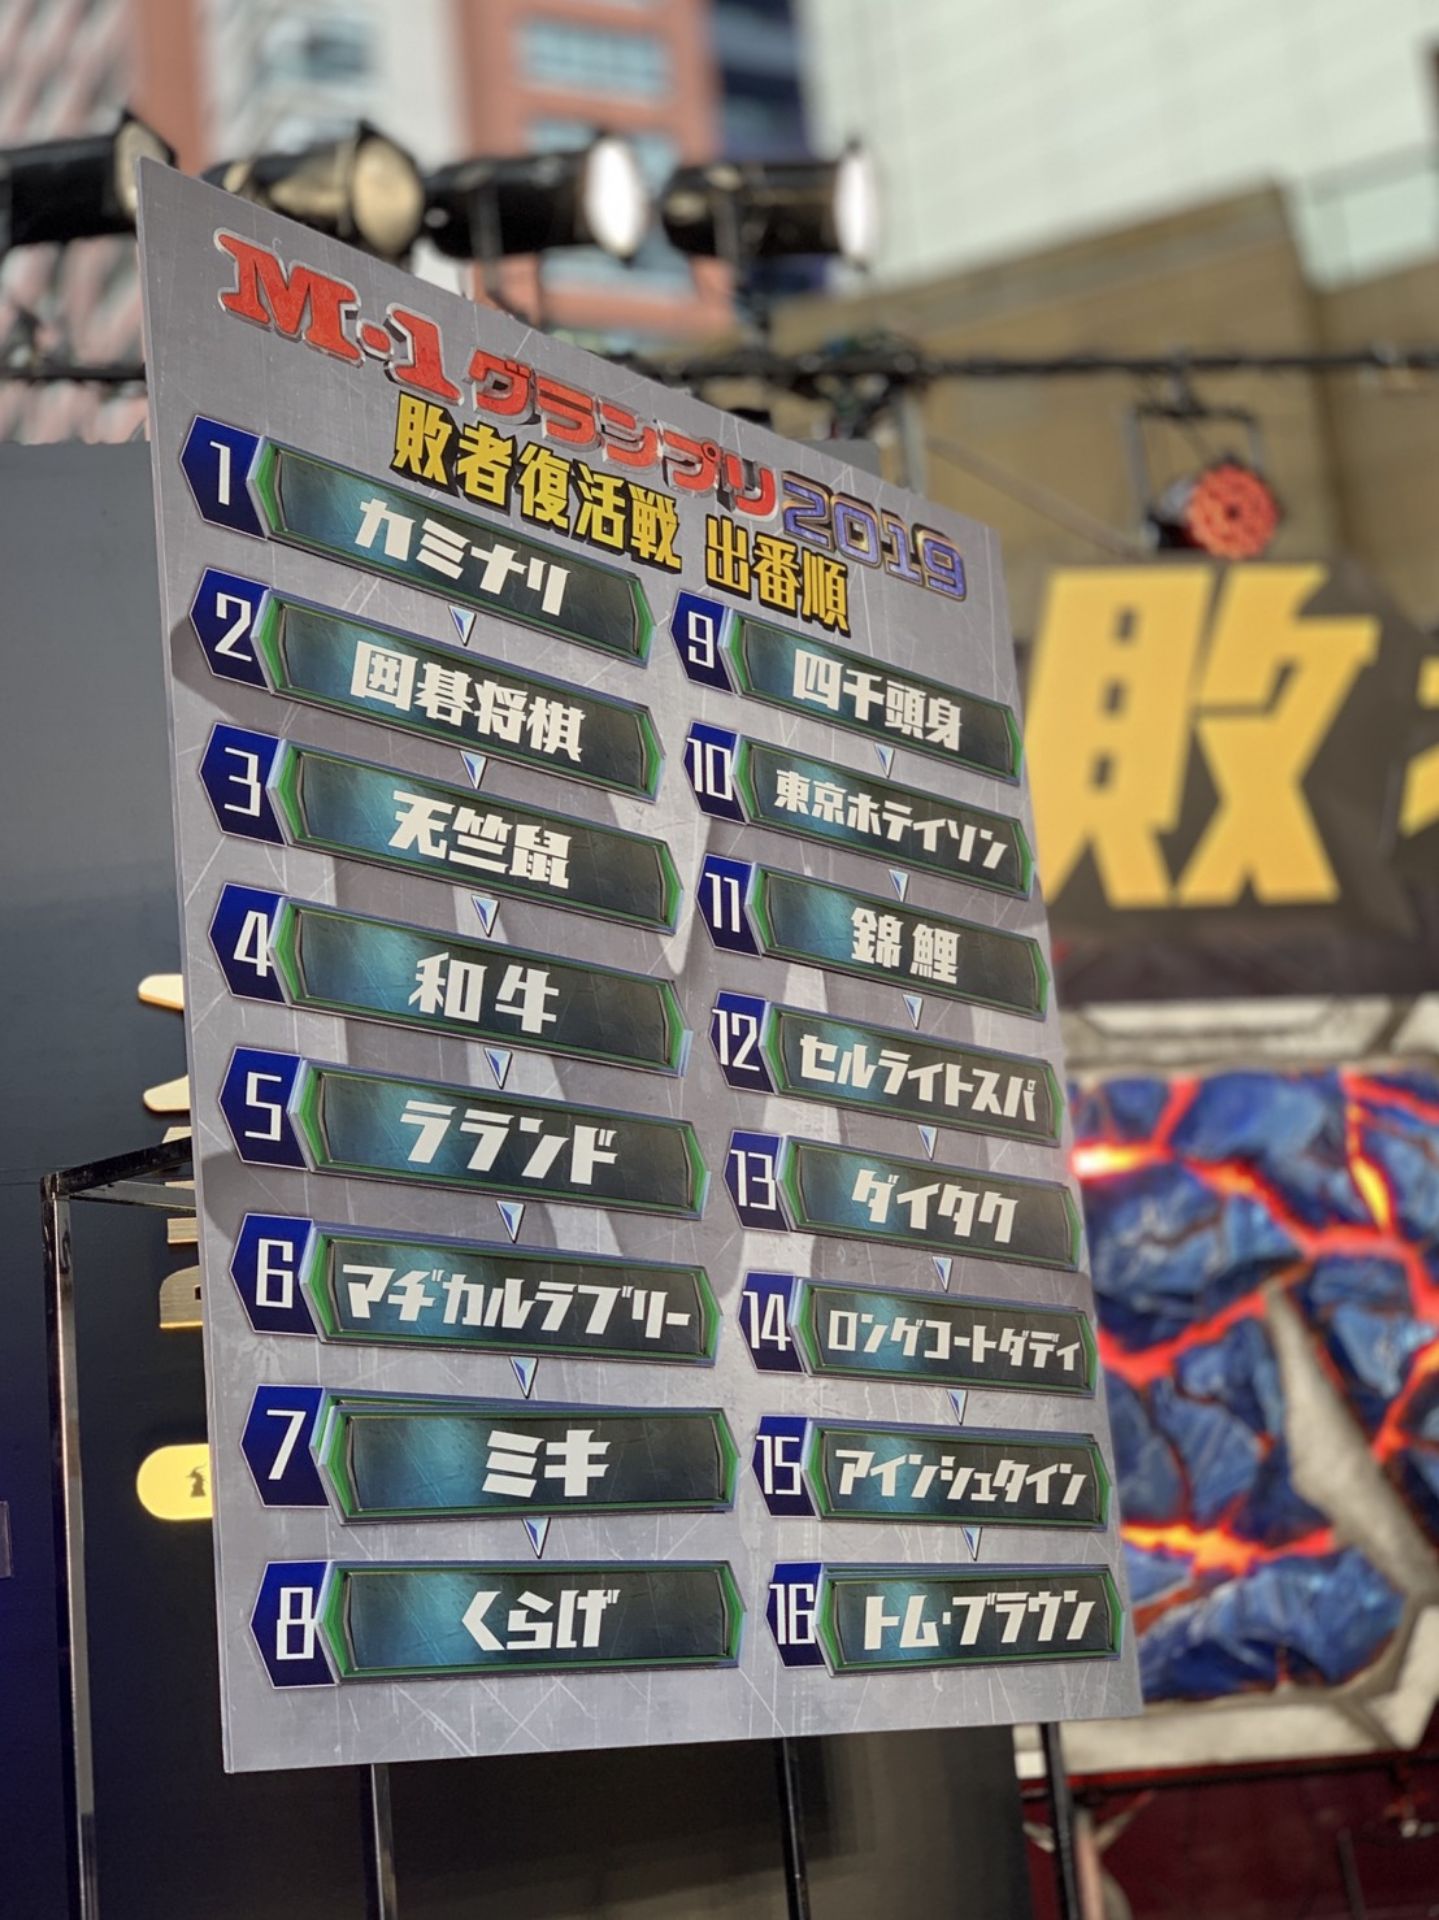 M-1グランプリ2019
敗者復活戦 出番順
1 カミナリ
2 囲碁将棋
3 天竺鼠
4 和牛
5 ラランド
6 マヂカルラブリー
7 ミキ
8 くらげ
9 四千頭身
10 東京ホテイソン
11 錦鯉
12 セルライトスパ
13 ダイタク
14 ロングコートダディ
15 アインシュタイン
16 トム・ブラウン
敗